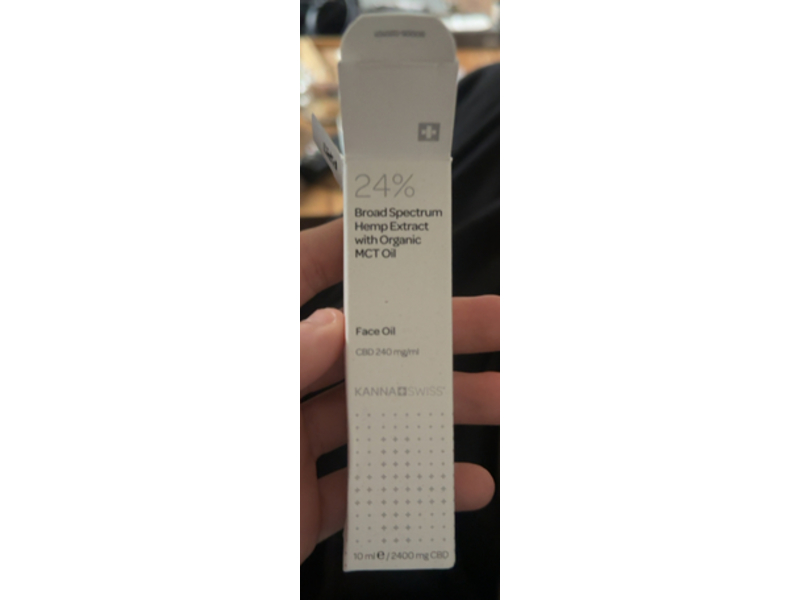 24%
Broad Spectrum
Hemp Extract
with Organic
MCT Oil
Face Oil
CBD 240 mg/ml
KANNA SWISS
10 ml e / 2400 mg CBD